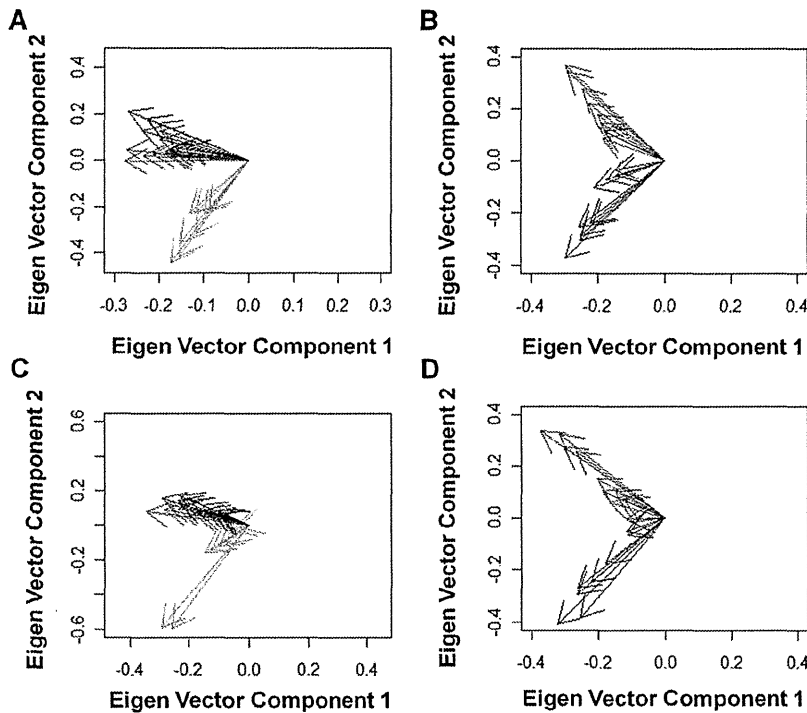 A
Eigen Vector Component 2
0.4
0.2
0.0
-0.2
-0.4
-0.3 -0.2 -0.1 0.0 0.1 0.2 0.3
Eigen Vector Component 1
B
Eigen Vector Component 2
0.4
0.2
0.0
-0.2
-0.4
-0.4 -0.2 0.0 0.2 0.4
Eigen Vector Component 1
C
Eigen Vector Component 2
0.6
0.2
-0.2
-0.6
-0.4 -0.2 0.0 0.2 0.4
Eigen Vector Component 1
D
Eigen Vector Component 2
0.4
0.2
0.0
-0.2
-0.4
-0.4 -0.2 0.0 0.2 0.4
Eigen Vector Component 1